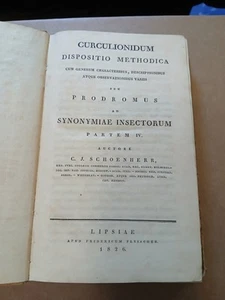 CURCULIONIDUM
DISPOSITIO METHODICA
CUM GENERUM CHARACTERIBUS, DESCRIPTIONIBUS
ATQUE OBSERVATIONIBUS VARIIS
SEU
PRODROMUS
AD
SYNONYMIAE INSECTORUM
PARTEM IV.
AUCTORE
C. J. SCHOENHERR,
LIPSIAE
APUD FRIDERICUM FLEISCHER.
1826.